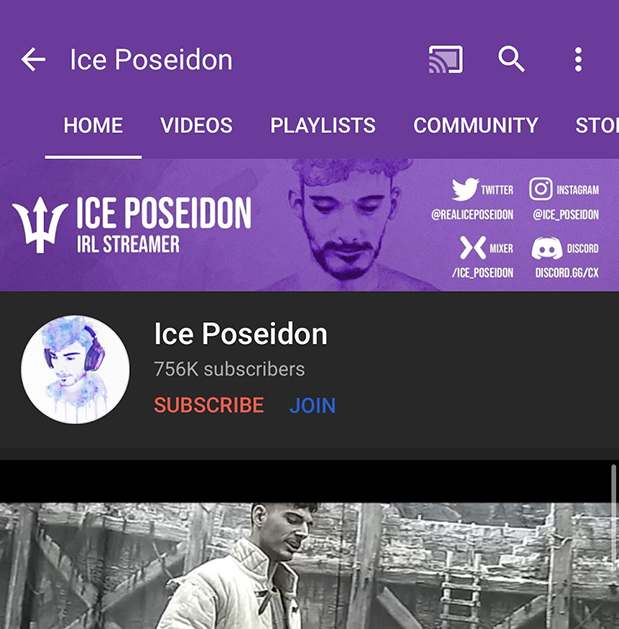 Ice Poseidon
HOME VIDEOS PLAYLISTS COMMUNITY STO
ICE POSEIDON
IRL STREAMER
TWITTER
@REALICEPOSEIDON
INSTAGRAM
@ICE_POSEIDON
MIXER
/ICE_POSEIDON
DISCORD
DISCORD.GG/CX
Ice Poseidon
756K subscribers
SUBSCRIBE JOIN